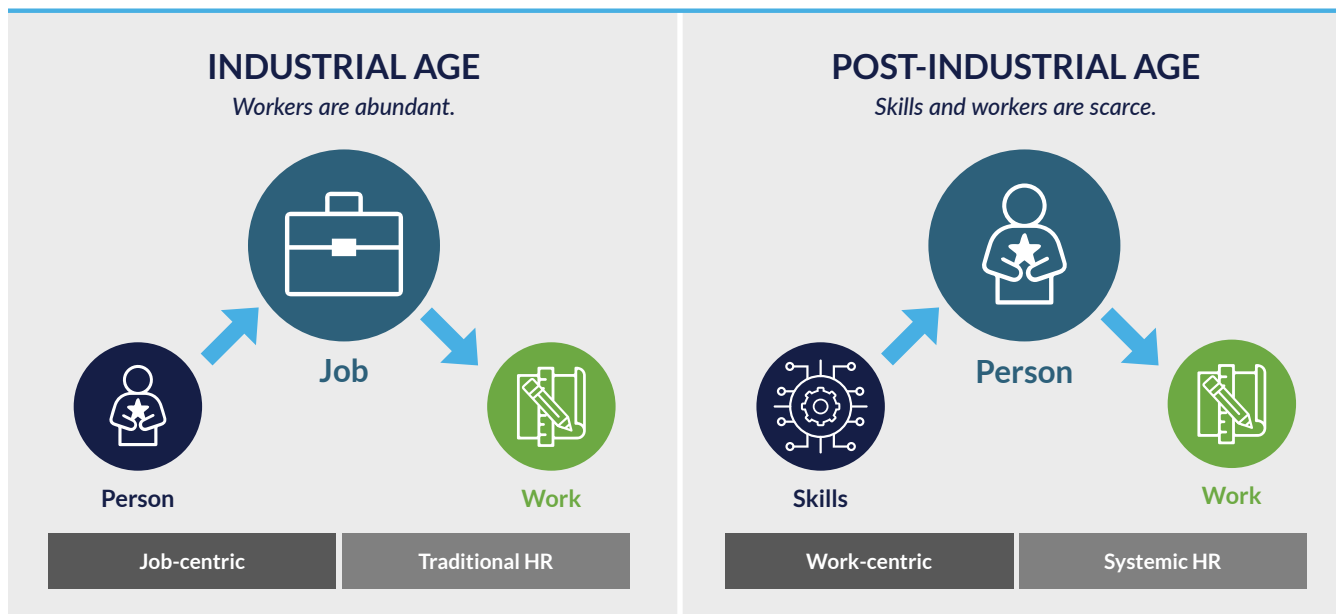 INDUSTRIAL AGE
Workers are abundant.
Job
Person
Work
Job-centric
Traditional HR
POST-INDUSTRIAL AGE
Skills and workers are scarce.
Person
Skills
Work
Work-centric
Systemic HR